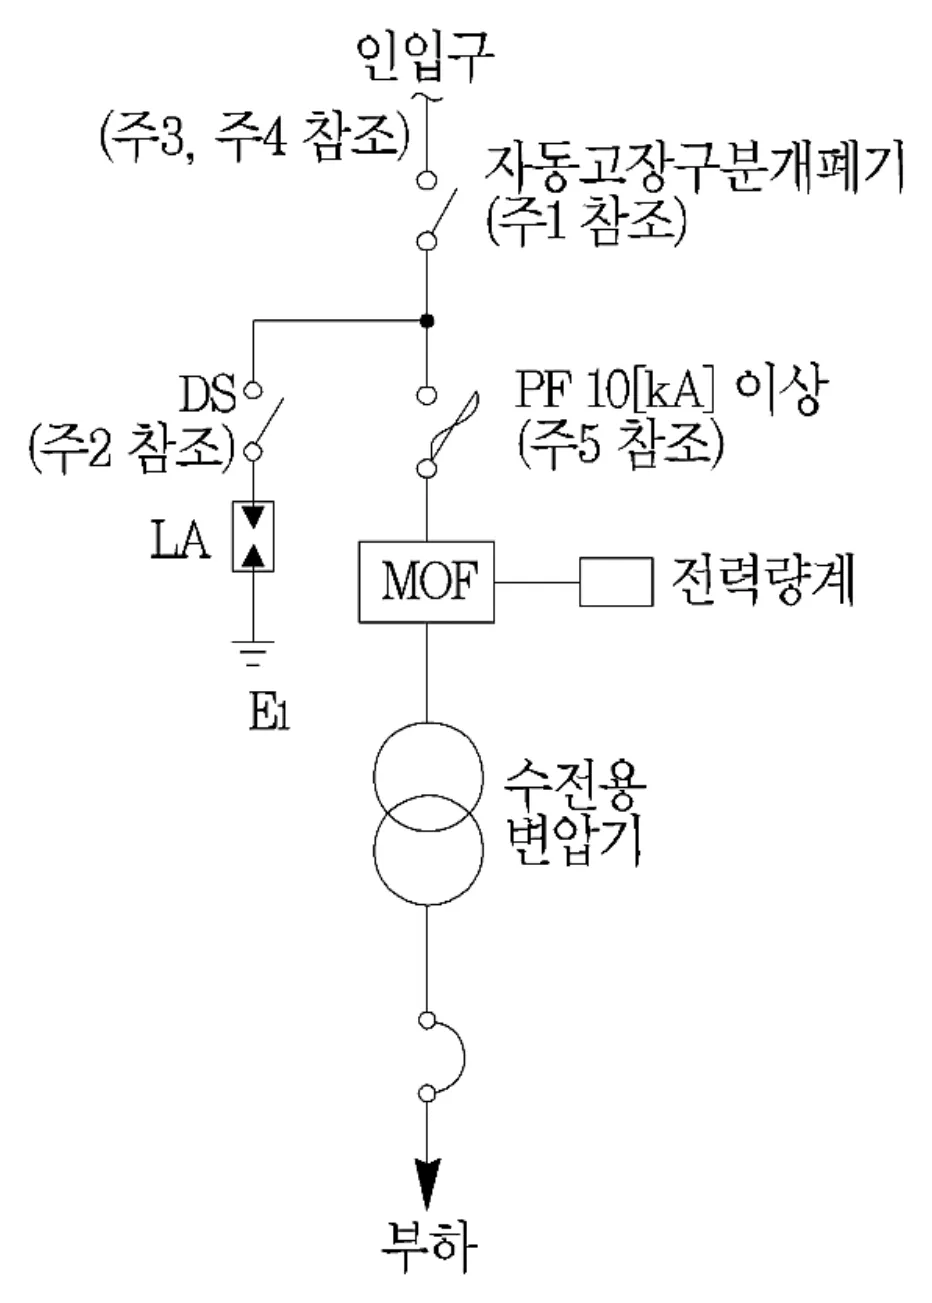 인입구
(주3, 주4 참조)
자동고장구분개폐기
(주1 참조)
DS
(주2 참조)
PF 10[kA] 이상
(주5 참조)
LA
MOF
전력량계
E1
수전용
변압기
부하